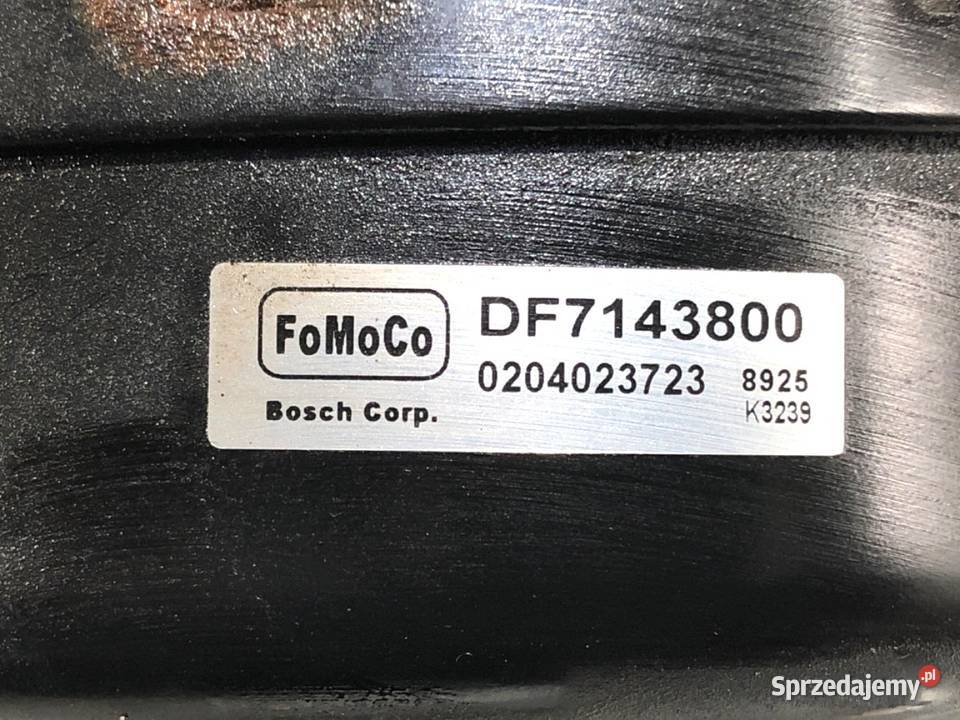 FoMoCo DF7143800
0204023723 8925
Bosch Corp. K3239
Sprzedajemy.pl